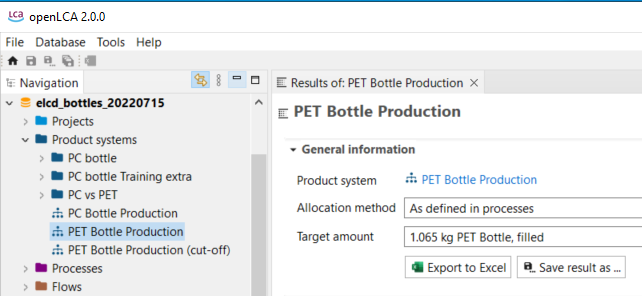 LCA openLCA 2.0.0
File Database Tools Help
Navigation
elcd_bottles_20220715
Projects
Product systems
PC bottle
PC bottle Training extra
PC vs PET
PC Bottle Production
PET Bottle Production
PET Bottle Production (cut-off)
Processes
Flows
Results of: PET Bottle Production
PET Bottle Production
General information
Product system PET Bottle Production
Allocation method As defined in processes
Target amount 1.065 kg PET Bottle, filled
Export to Excel Save result as ...